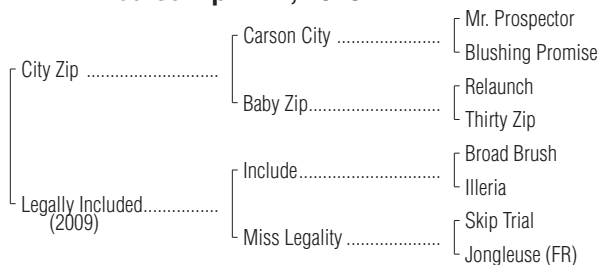 Mr. Prospector
Carson City
Blushing Promise
City Zip
Relaunch
Baby Zip
Thirty Zip
Broad Brush
Include
Illeria
Legally Included
(2009)
Skip Trial
Miss Legality
Jongleuse (FR)